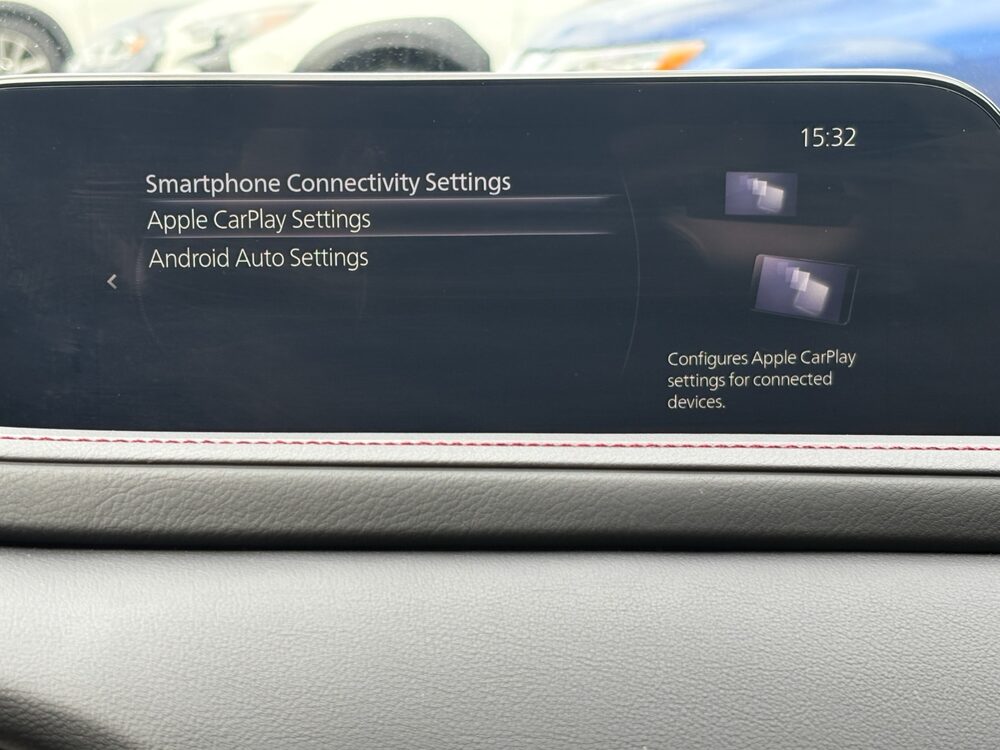 15:32
Smartphone Connectivity Settings
Apple CarPlay Settings
Android Auto Settings
Configures Apple CarPlay
settings for connected
devices.